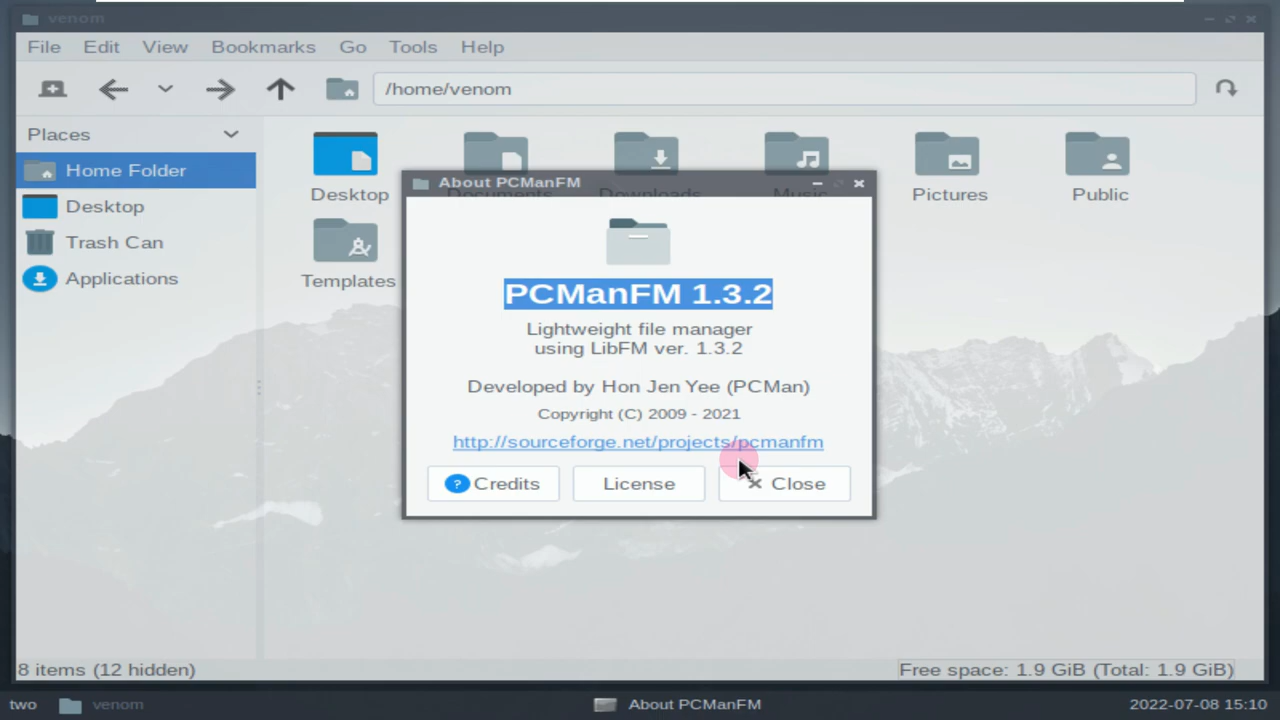 venom
File Edit View Bookmarks Go Tools Help
/home/venom
Places
Home Folder
Desktop
Trash Can
Applications
Desktop
Documents
Downloads
Music
Pictures
Public
Templates
About PCManFM
PCManFM 1.3.2
Lightweight file manager
using LibFM ver. 1.3.2
Developed by Hon Jen Yee (PCMan)
Copyright (C) 2009 - 2021
http://sourceforge.net/projects/pcmanfm
Credits License Close
8 items (12 hidden) Free space: 1.9 GiB (Total: 1.9 GiB)
two venom About PCManFM 2022-07-08 15:10